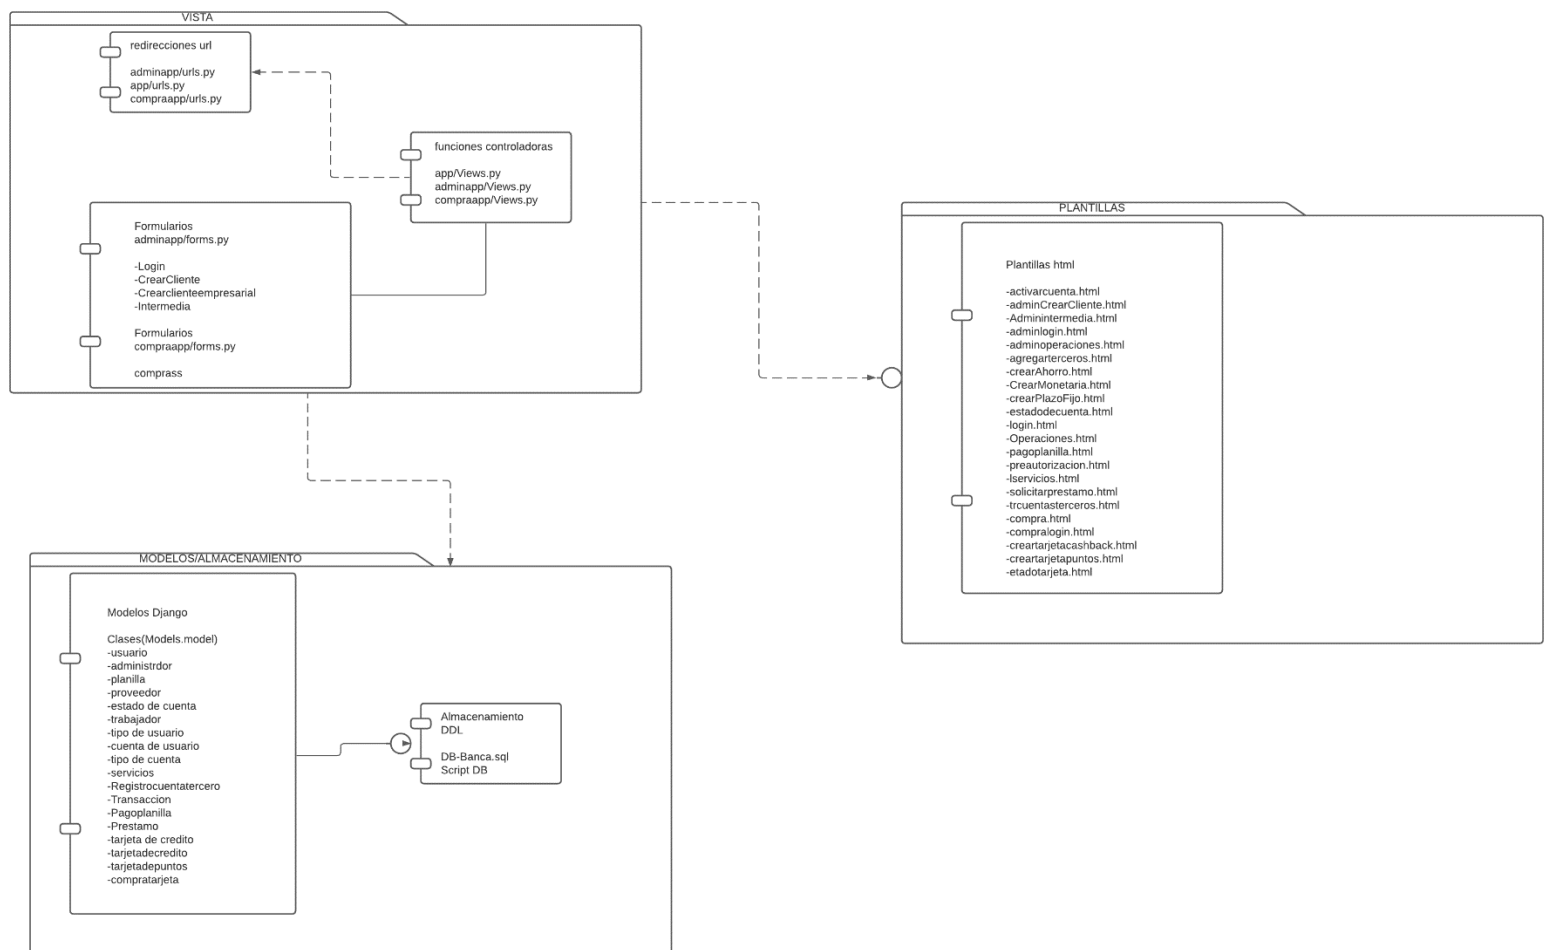 VISTA
redirecciones url
adminapp/urls.py
app/urls.py
compraapp/urls.py
funciones controladoras
app/Views.py
adminapp/Views.py
compraapp/Views.py
Formularios
adminapp/forms.py
-Login
-CrearCliente
-Crearclienteempresarial
-Intermedia
Formularios
compraapp/forms.py
comprass
PLANTILLAS
Plantillas html
-activarcuenta.html
-adminCrearCliente.html
-Adminintermedia.html
-adminlogin.html
-adminoperaciones.html
-agregarterceros.html
-crearAhorro.html
-CrearMonetaria.html
-crearPlazoFijo.html
-estadodecuenta.html
-login.html
-Operaciones.html
-pagoplanilla.html
-preautorizacion.html
-lservicios.html
-solicitarprestamo.html
-trcuentasterceros.html
-compra.html
-compralogin.html
-creartarjetacashback.html
-creartarjetapuntos.html
-etadotarjeta.html
MODELOS/ALMACENAMIENTO
Modelos Django
Clases(Models.model)
-usuario
-administrdor
-planilla
-proveedor
-estado de cuenta
-trabajador
-tipo de usuario
-cuenta de usuario
-tipo de cuenta
-servicios
-Registrocuentatercero
-Transaccion
-Pagoplanilla
-Prestamo
-tarjeta de credito
-tarjetadecredito
-tarjetadepuntos
-compratarjeta
Almacenamiento
DDL
DB-Banca.sql
Script DB